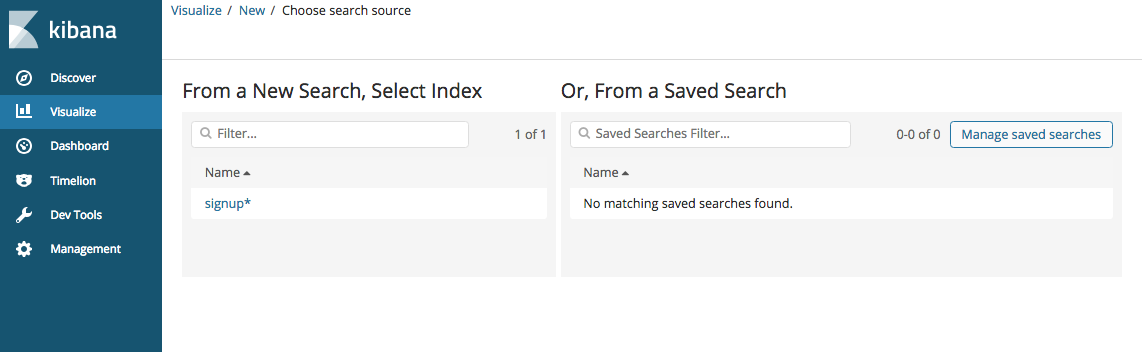 kibana
Discover
Visualize
Dashboard
Timelion
Dev Tools
Management
Visualize / New / Choose search source
From a New Search, Select Index
Filter...
1 of 1
Name
signup*
Or, From a Saved Search
Saved Searches Filter...
0-0 of 0
Manage saved searches
Name
No matching saved searches found.